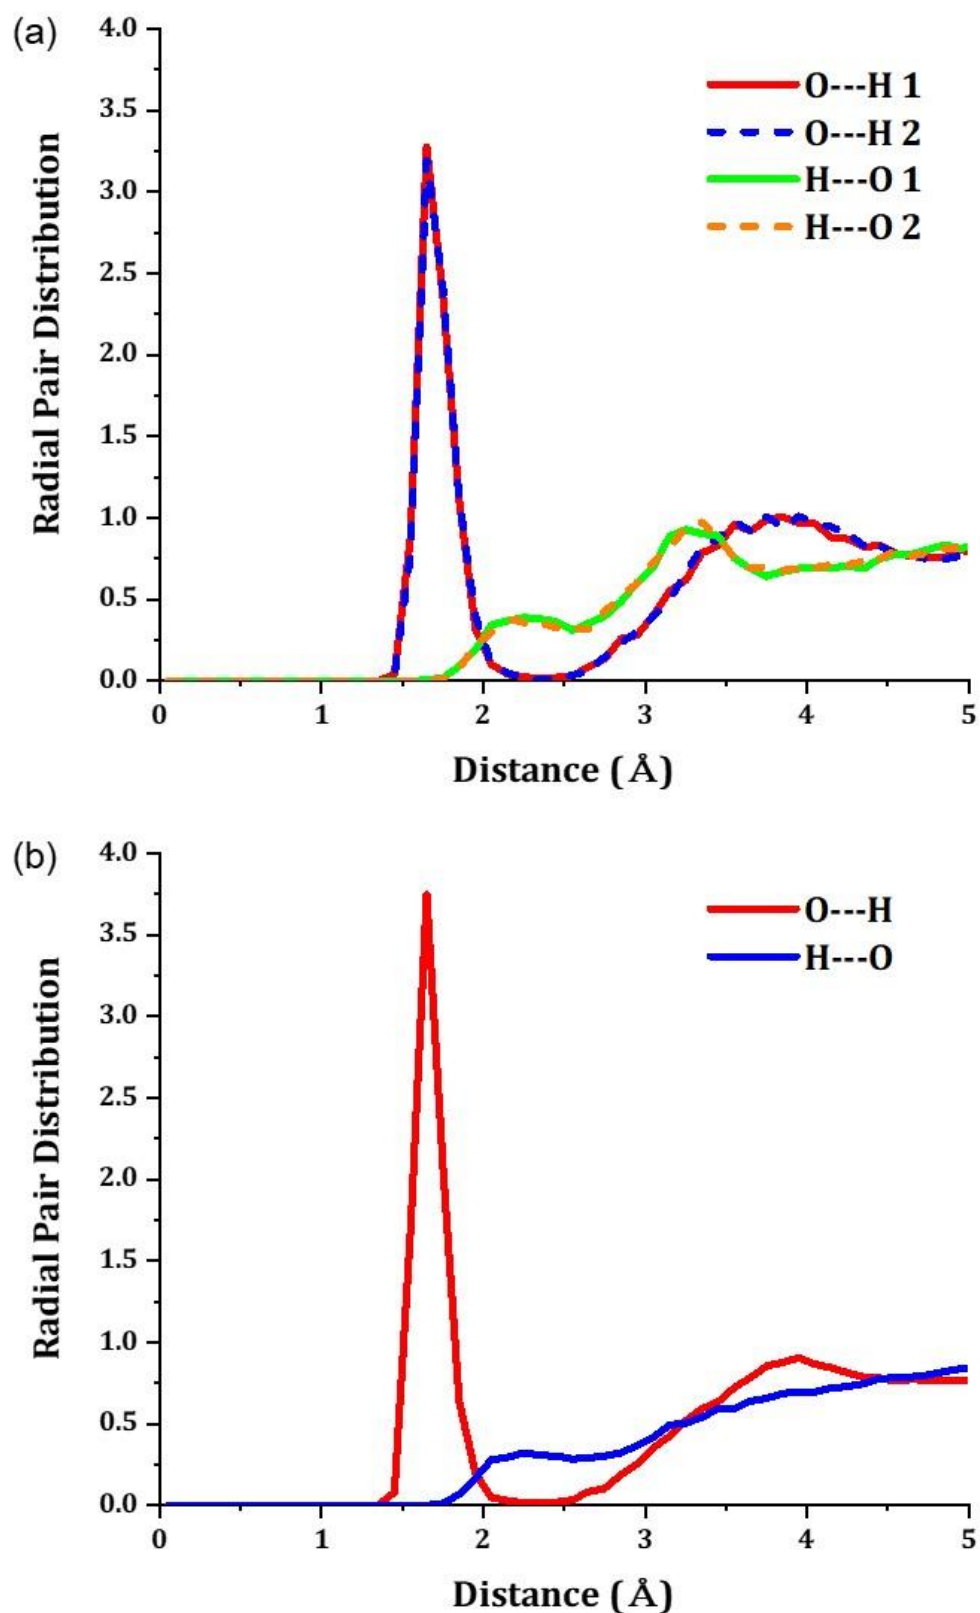 (a)
4.0
3.5
3.0
2.5
2.0
1.5
1.0
0.5
0.0
Radial Pair Distribution
O---H 1
O---H 2
H---O 1
H---O 2
0 1 2 3 4 5
Distance (Å)
(b)
4.0
3.5
3.0
2.5
2.0
1.5
1.0
0.5
0.0
Radial Pair Distribution
O---H
H---O
0 1 2 3 4 5
Distance (Å)